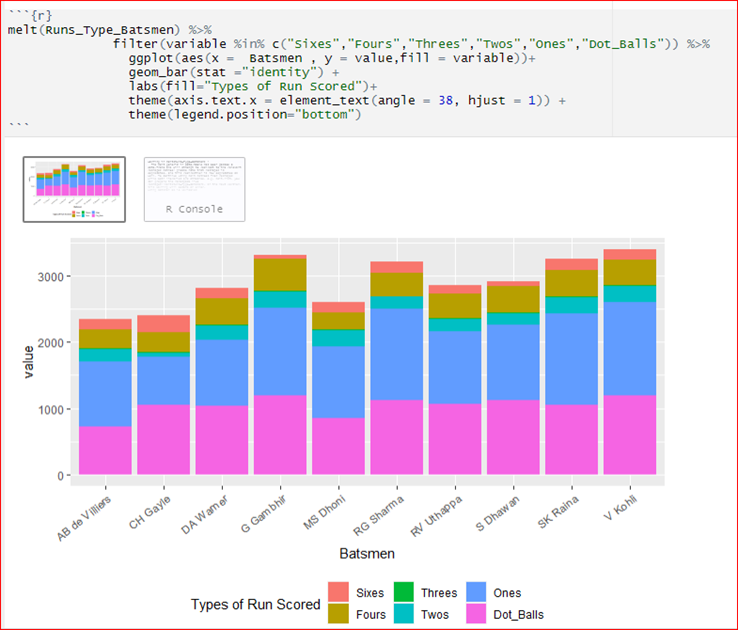 ```{r}
melt(Runs_Type_Batsmen) %>%
filter(variable %in% c("Sixes","Fours","Threes","Twos","Ones","Dot_Balls")) %>%
ggplot(aes(x =  Batsmen , y = value,fill = variable))+
geom_bar(stat ="identity") +
labs(fill="Types of Run Scored")+
theme(axis.text.x = element_text(angle = 38, hjust = 1)) +
theme(legend.position="bottom")
```
R Console
3000
2000
1000
0
value
AB de Villiers
CH Gayle
DA Warner
G Gambhir
MS Dhoni
RG Sharma
RV Uthappa
S Dhawan
SK Raina
V Kohli
Batsmen
Types of Run Scored
Sixes
Fours
Threes
Twos
Ones
Dot_Balls